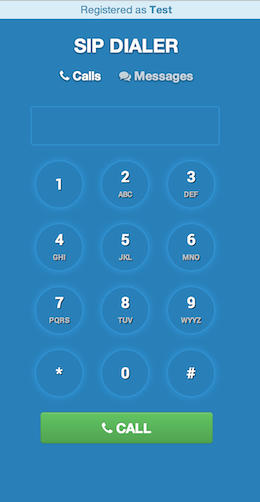 Registered as Test
SIP DIALER
Calls Messages
1 2 3
ABC DEF
4 5 6
GHI JKL MNO
7 8 9
PQRS TUV WYYZ
* 0 #
CALL